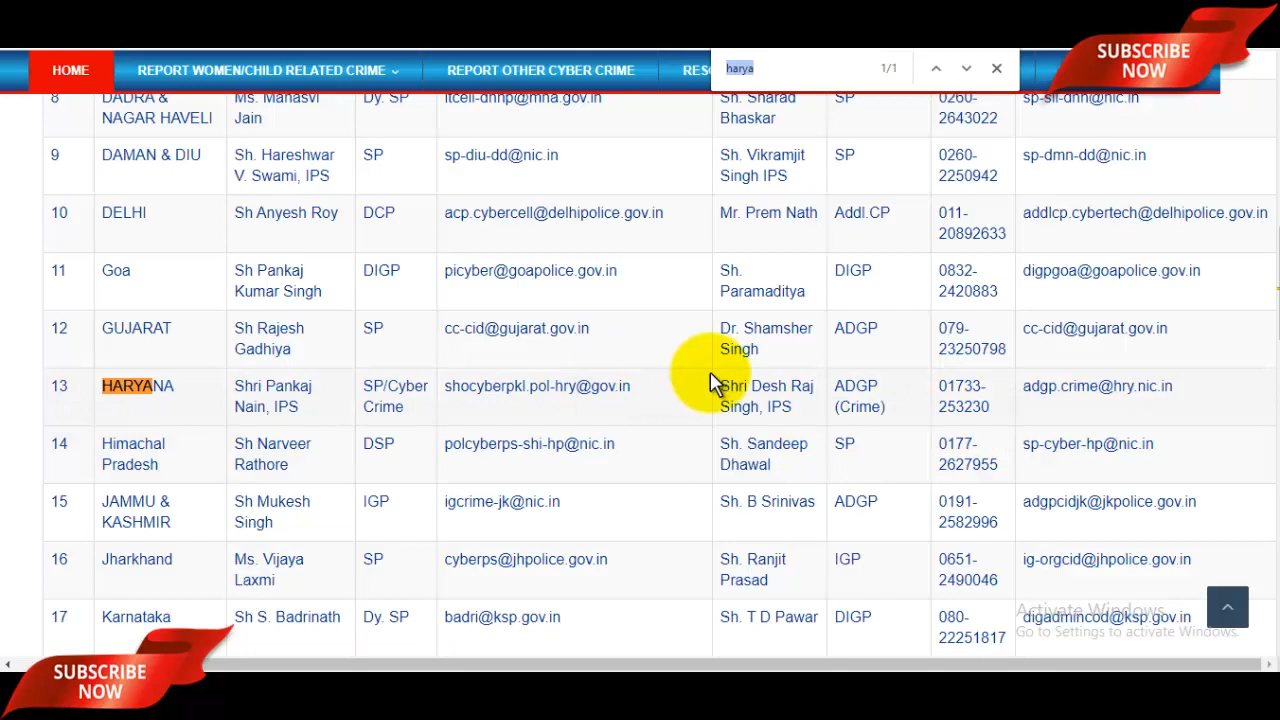 SUBSCRIBE
NOW
HOME REPORT WOMEN/CHILD RELATED CRIME REPORT OTHER CYBER CRIME harya 1/1
8 DADRA & Ms. Manasvi Dy. SP Sh. Sharad SP 0260-
NAGAR HAVELI Jain Bhaskar 2643022
9 DAMAN & DIU Sh. Hareshwar SP sp-diu-dd@nic.in Sh. Vikramjit SP 0260- sp-dmn-dd@nic.in
V. Swami, IPS Singh IPS 2250942
10 DELHI Sh Anyesh Roy DCP acp.cybercell@delhipolice.gov.in Mr. Prem Nath Addl.CP 011- addlcp.cybertech@delhipolice.gov.in
20892633
11 Goa Sh Pankaj DIGP picyber@goapolice.gov.in Sh. DIGP 0832- digpgoa@goapolice.gov.in
Kumar Singh Paramaditya 2420883
12 GUJARAT Sh Rajesh SP cc-cid@gujarat.gov.in Dr. Shamsher ADGP 079- cc-cid@gujarat.gov.in
Gadhiya Singh 23250798
13 HARYANA Shri Pankaj SP/Cyber shocyberpkl.pol-hry@gov.in Shri Desh Raj ADGP 01733- adgp.crime@hry.nic.in
Nain, IPS Crime Singh, IPS (Crime) 253230
14 Himachal Sh Narveer DSP polcyberps-shi-hp@nic.in Sh. Sandeep SP 0177- sp-cyber-hp@nic.in
Pradesh Rathore Dhawal 2627955
15 JAMMU & Sh Mukesh IGP igcrime-jk@nic.in Sh. B Srinivas ADGP 0191- adgpcidjk@jkpolice.gov.in
KASHMIR Singh 2582996
16 Jharkhand Ms. Vijaya SP cyberps@jhpolice.gov.in Sh. Ranjit IGP 0651- ig-orgcid@jhpolice.gov.in
Laxmi Prasad 2490046
17 Karnataka Sh S. Badrinath Dy. SP badri@ksp.gov.in Sh. T D Pawar DIGP 080- digadmincod@ksp.gov.in
22251817
Activate Windows
Go to Settings to activate Windows.
SUBSCRIBE
NOW